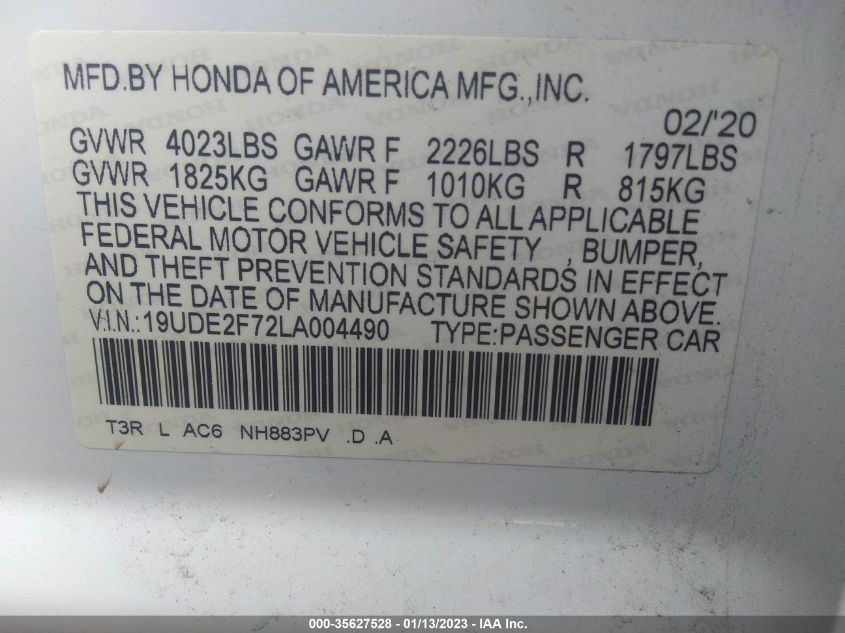 MFD.BY HONDA OF AMERICA MFG.,INC.
02/'20
GVWR 4023LBS GAWR F 2226LBS R 1797LBS
GVWR 1825KG GAWR F 1010KG R 815KG
THIS VEHICLE CONFORMS TO ALL APPLICABLE
FEDERAL MOTOR VEHICLE SAFETY , BUMPER,
AND THEFT PREVENTION STANDARDS IN EFFECT
ON THE DATE OF MANUFACTURE SHOWN ABOVE.
V.I.N.:19UDE2F72LA004490 TYPE:PASSENGER CAR
T3R L AC6 NH883PV .D .A
000-35627528 - 01/13/2023 - IAA Inc.